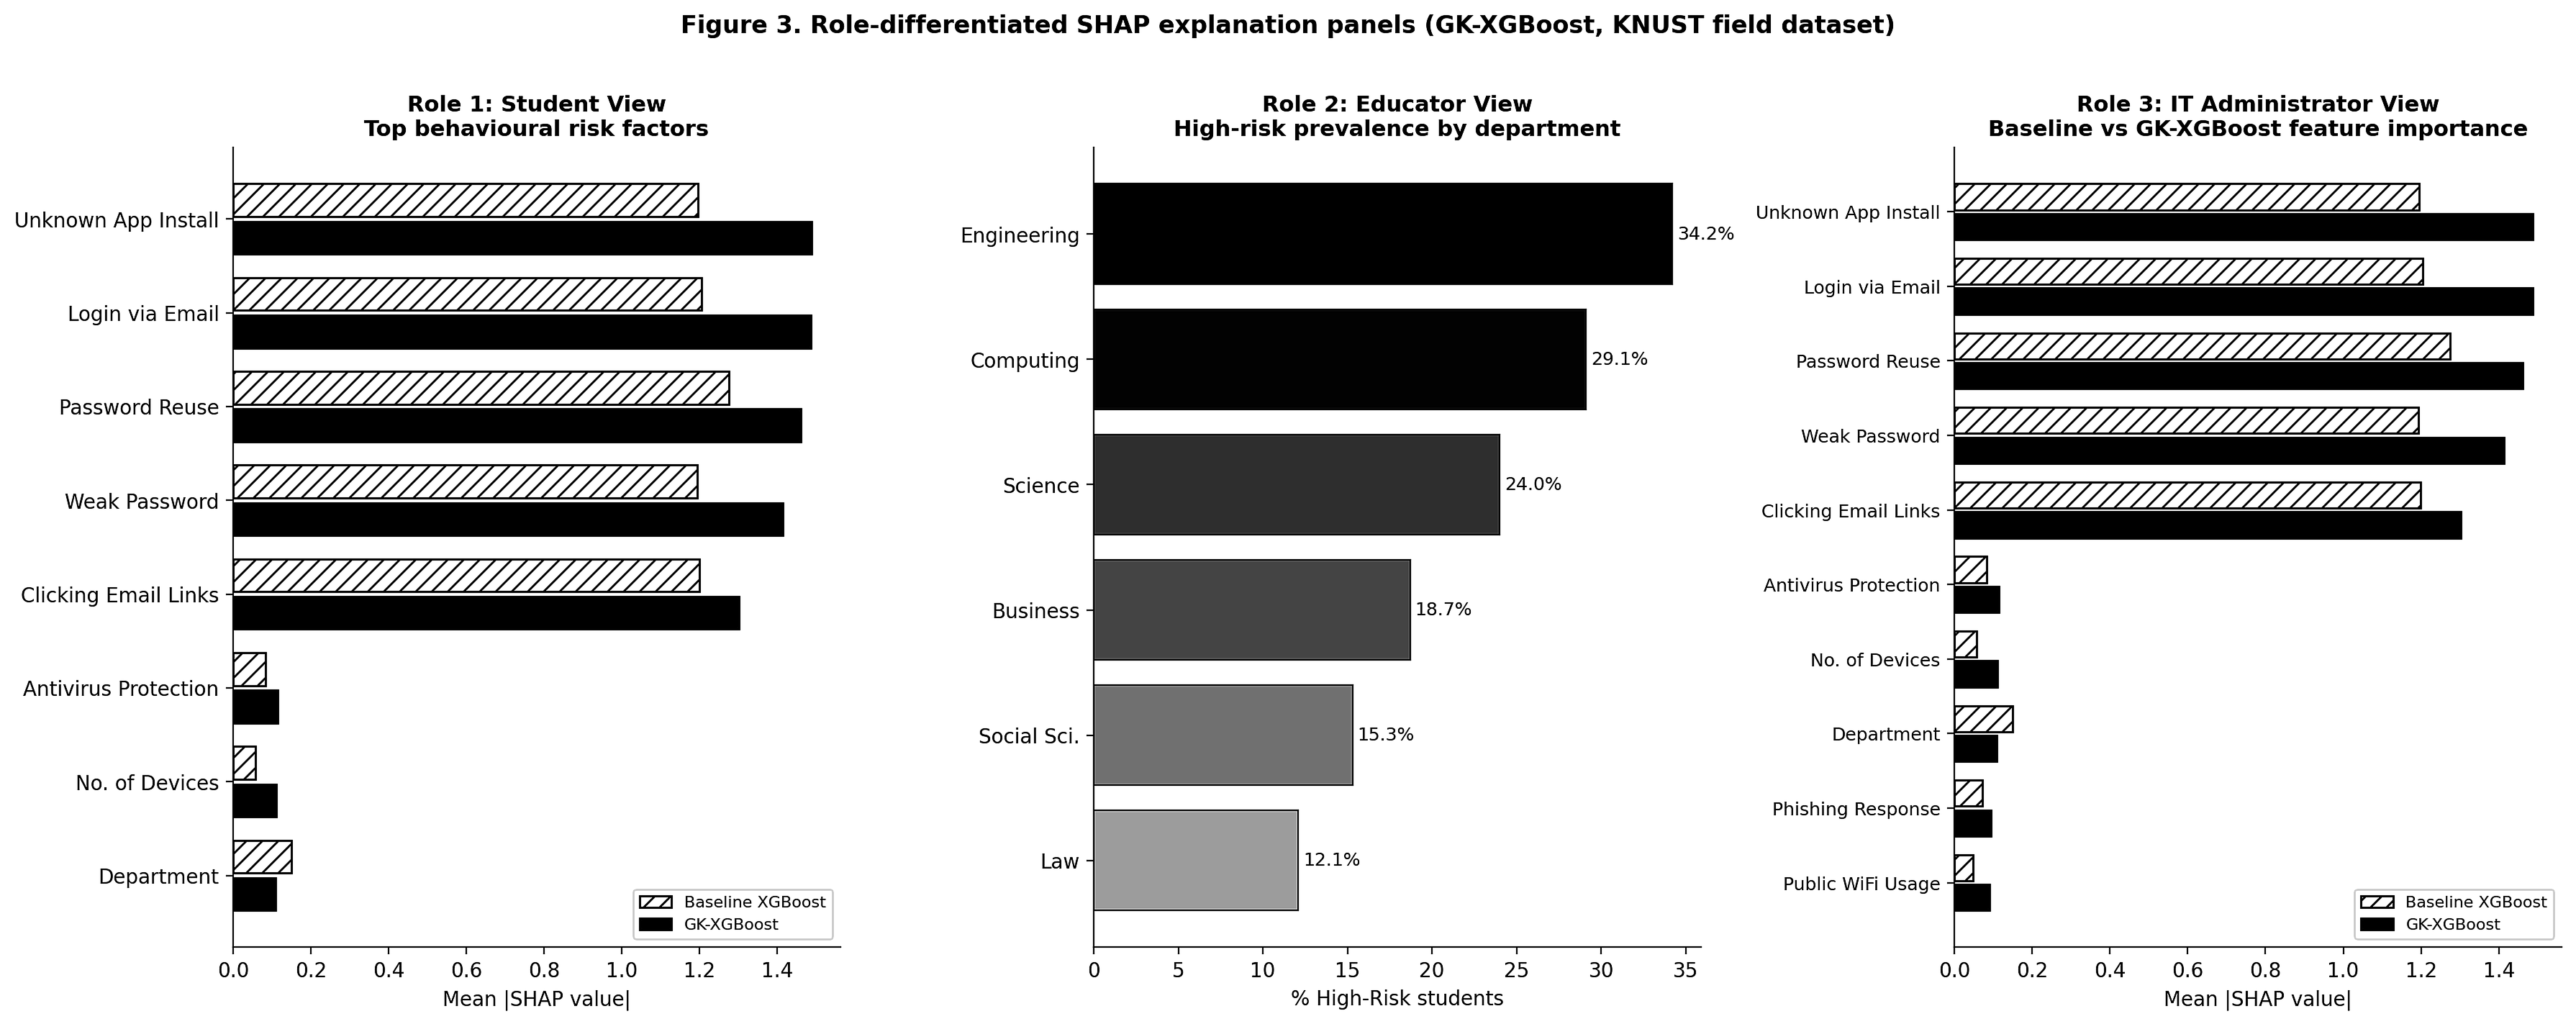 Figure 3. Role-differentiated SHAP explanation panels (GK-XGBoost, KNUST field dataset)
Role 1: Student View
Top behavioural risk factors
Unknown App Install
Login via Email
Password Reuse
Weak Password
Clicking Email Links
Antivirus Protection
No. of Devices
Department
Baseline XGBoost
GK-XGBoost
0.0 0.2 0.4 0.6 0.8 1.0 1.2 1.4
Mean |SHAP value|
Role 2: Educator View
High-risk prevalence by department
Engineering 34.2%
Computing 29.1%
Science 24.0%
Business 18.7%
Social Sci. 15.3%
Law 12.1%
0 5 10 15 20 25 30 35
% High-Risk students
Role 3: IT Administrator View
Baseline vs GK-XGBoost feature importance
Unknown App Install
Login via Email
Password Reuse
Weak Password
Clicking Email Links
Antivirus Protection
No. of Devices
Department
Phishing Response
Public WiFi Usage
Baseline XGBoost
GK-XGBoost
0.0 0.2 0.4 0.6 0.8 1.0 1.2 1.4
Mean |SHAP value|